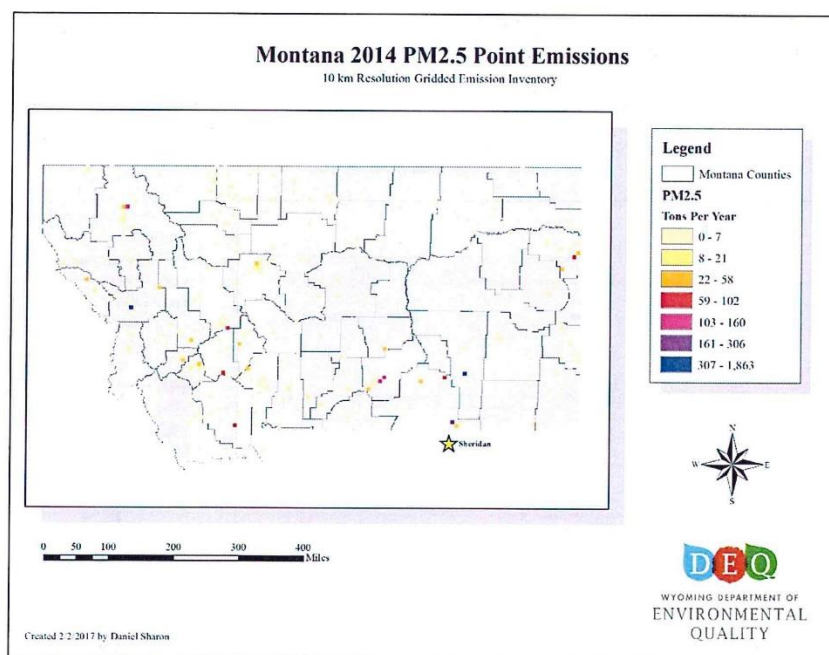 Montana 2014 PM2.5 Point Emissions
10 km Resolution Gridded Emission Inventory
Legend
Montana Counties
PM2.5
Tons Per Year
0 - 7
8 - 21
22 - 58
59 - 102
103 - 160
161 - 306
307 - 1,863
Sheridan
N
W E
S
0 50 100 200 300 400
Miles
DEQ
WYOMING DEPARTMENT OF
ENVIRONMENTAL
QUALITY
Created 2/2/2017 by Daniel Sharon